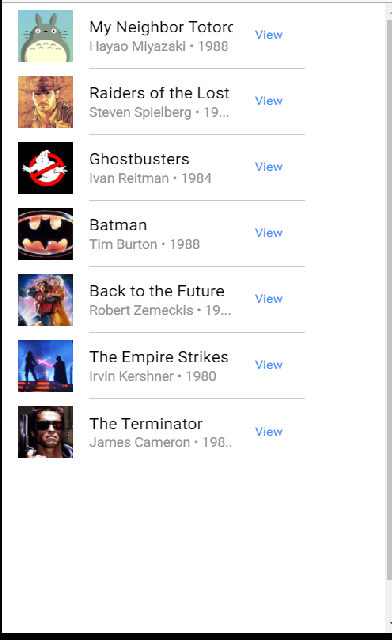 My Neighbor Totoro
Hayao Miyazaki • 1988
View
Raiders of the Lost
Steven Spielberg • 19...
View
Ghostbusters
Ivan Reitman • 1984
View
Batman
Tim Burton • 1988
View
Back to the Future
Robert Zemeckis • 19...
View
The Empire Strikes
Irvin Kershner • 1980
View
The Terminator
James Cameron • 198..
View